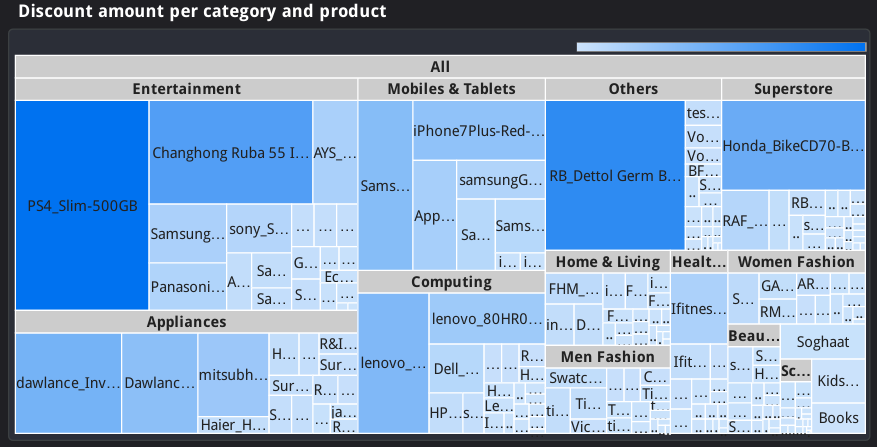 Discount amount per category and product
All
Entertainment
PS4_Slim-500GB
Changhong Ruba 55 I...
AYS_...
Samsung...
sony_S...
Panasoni...
A...
Sa...
Sa...
G...
S...
Ec...
Mobiles & Tablets
Sams...
iPhone7Plus-Red-...
App...
samsungG...
Sa...
Sams...
i...
i...
Others
RB_Dettol Germ B...
tes...
Vo...
Vo...
BF...
S...
Superstore
Honda_BikeCD70-B...
RAF_...
RB...
s...
Appliances
dawlance_Inv...
Dawlanc...
mitsubh...
Haier_H...
H...
R&I...
Sur...
Sur...
R...
S...
ja...
R...
Computing
lenovo_...
lenovo_80HR0...
Dell_...
HP...
s...
R...
H...
H...
Le...
I...
Home & Living
FHM_...
i...
F...
i...
F...
in...
D...
F...
Healt...
Ifitnes...
Ifit...
Women Fashion
S...
GA...
AR...
RM...
Men Fashion
Swatc...
C...
Ti...
ti...
Ti...
T...
t...
Vic...
ti...
Beau...
s...
S...
H...
S...
Soghaat
Sc...
Kids...
Books